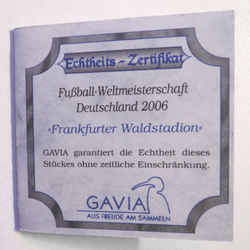 Echtheits - Zertifikat
Fußball-Weltmeisterschaft
Deutschland 2006
»Frankfurter Waldstadion«
GAVIA garantiert die Echtheit dieses
Stückes ohne zeitliche Einschränkung.
GAVIA
AUS FREUDE AM SAMMELN